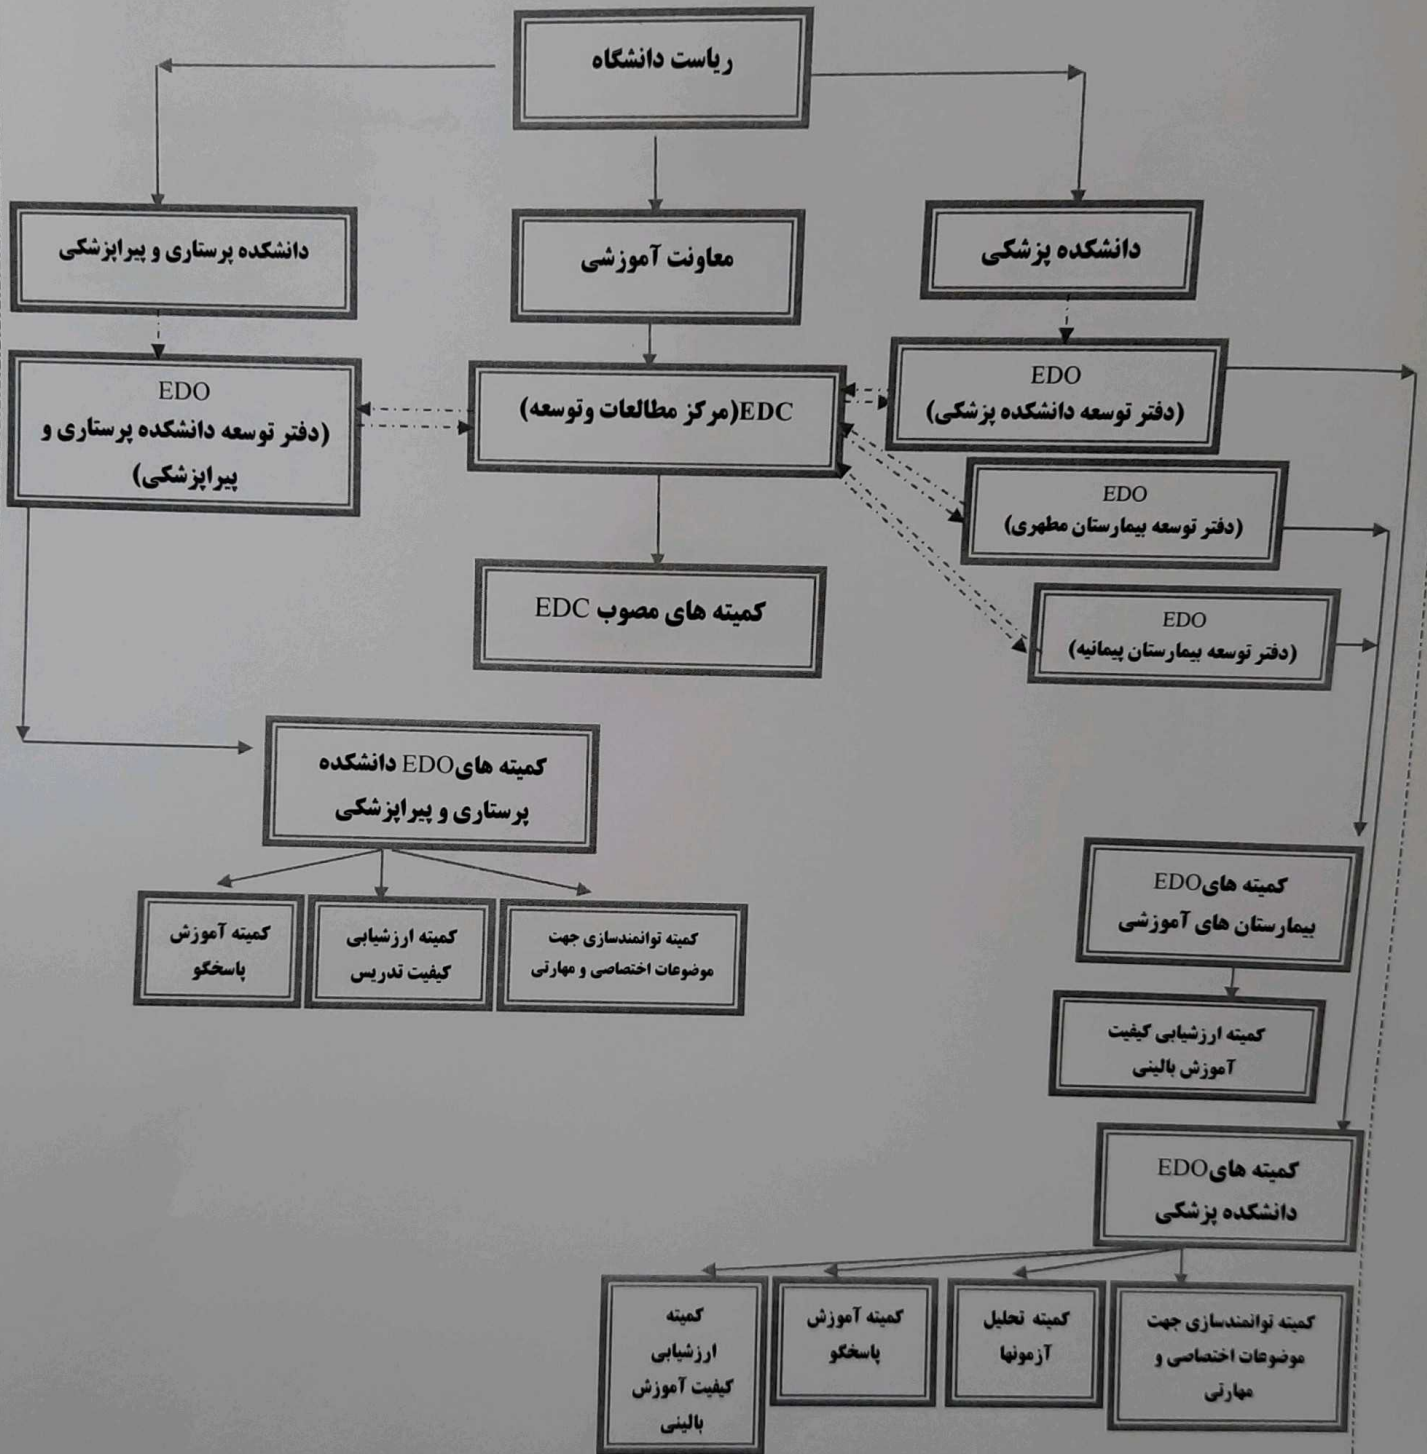 ریاست دانشگاه
دانشکده پزشکی
معاونت آموزشی
دانشکده پرستاری و پیراپزشکی
EDO
(دفتر توسعه دانشکده پزشکی)
EDC(مرکز مطالعات وتوسعه)
EDO
(دفتر توسعه دانشکده پرستاری و
پیراپزشکی)
EDO
(دفتر توسعه بیمارستان مطهری)
EDO
(دفتر توسعه بیمارستان پیمانیه)
کمیته های مصوب EDC
کمیته هایEDO دانشکده
پرستاری و پیراپزشکی
کمیته توانمندسازی جهت
موضوعات اختصاصی و مهارتی
کمیته ارزشیابی
کیفیت تدریس
کمیته آموزش
پاسخگو
کمیته هایEDO
بیمارستان های آموزشی
کمیته ارزشیابی کیفیت
آموزش بالینی
کمیته هایEDO
دانشکده پزشکی
کمیته توانمندسازی جهت
موضوعات اختصاصی و
مهارتی
کمیته تحلیل
آزمونها
کمیته آموزش
پاسخگو
کمیته
ارزشیابی
کیفیت آموزش
بالینی